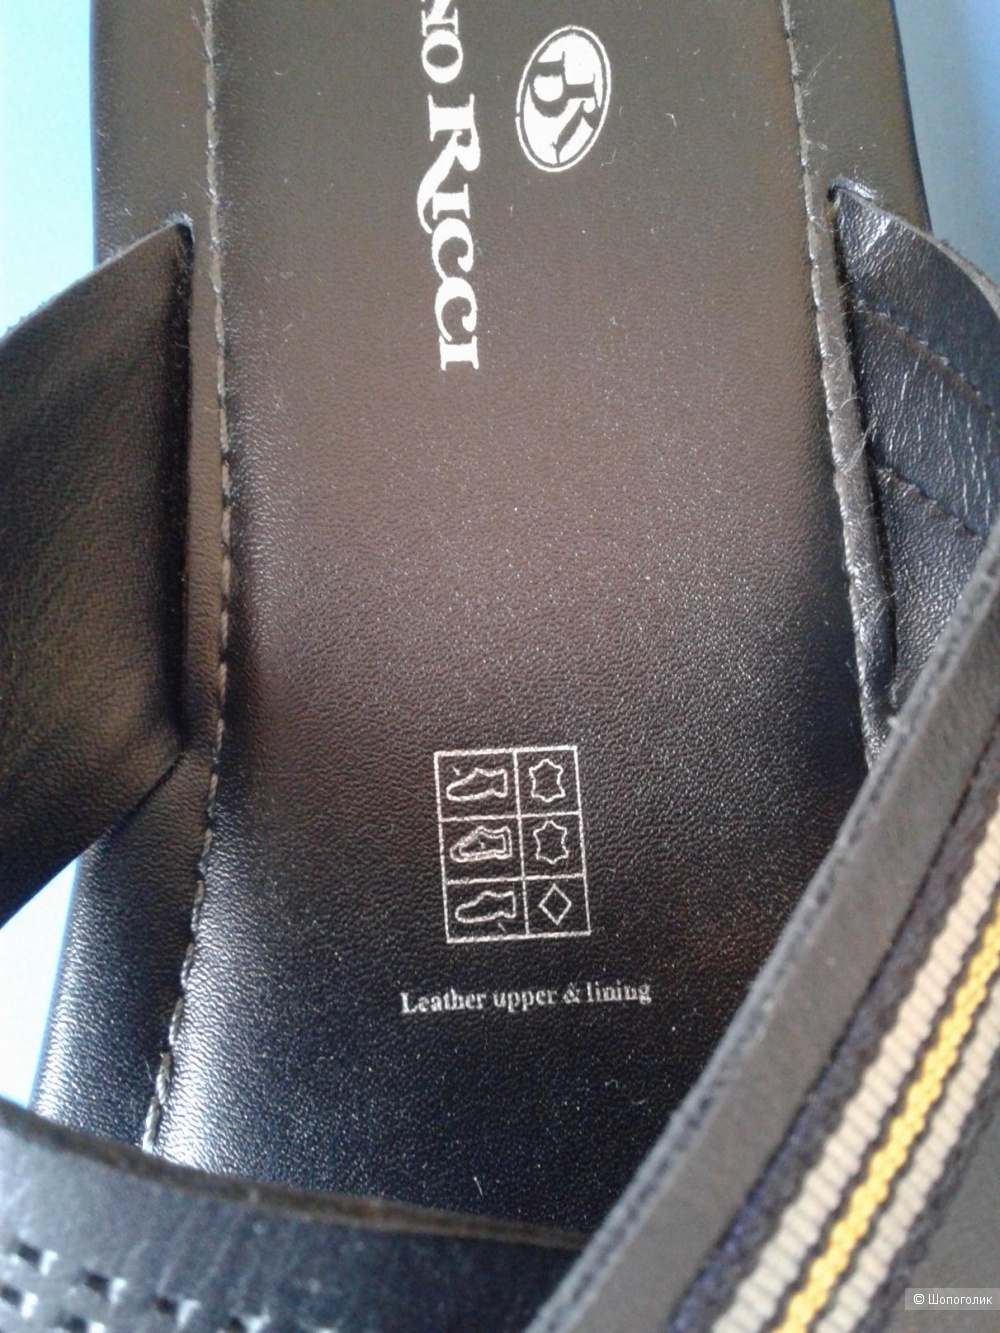 NO RICCI
Leather upper & lining
© Шопоголик